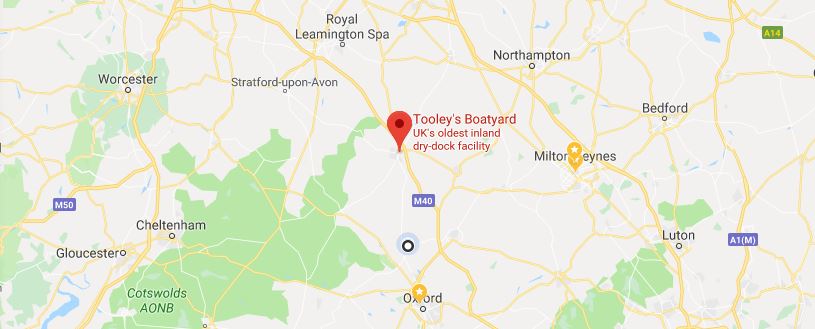 Royal
Leamington Spa
A14
Northampton
Worcester
Stratford-upon-Avon
Bedford
Tooley's Boatyard
UK's oldest inland
dry-dock facility
Milton Keynes
M40
M50
Cheltenham
Luton
A1(M)
Gloucester
Cotswolds
AONB
Oxford